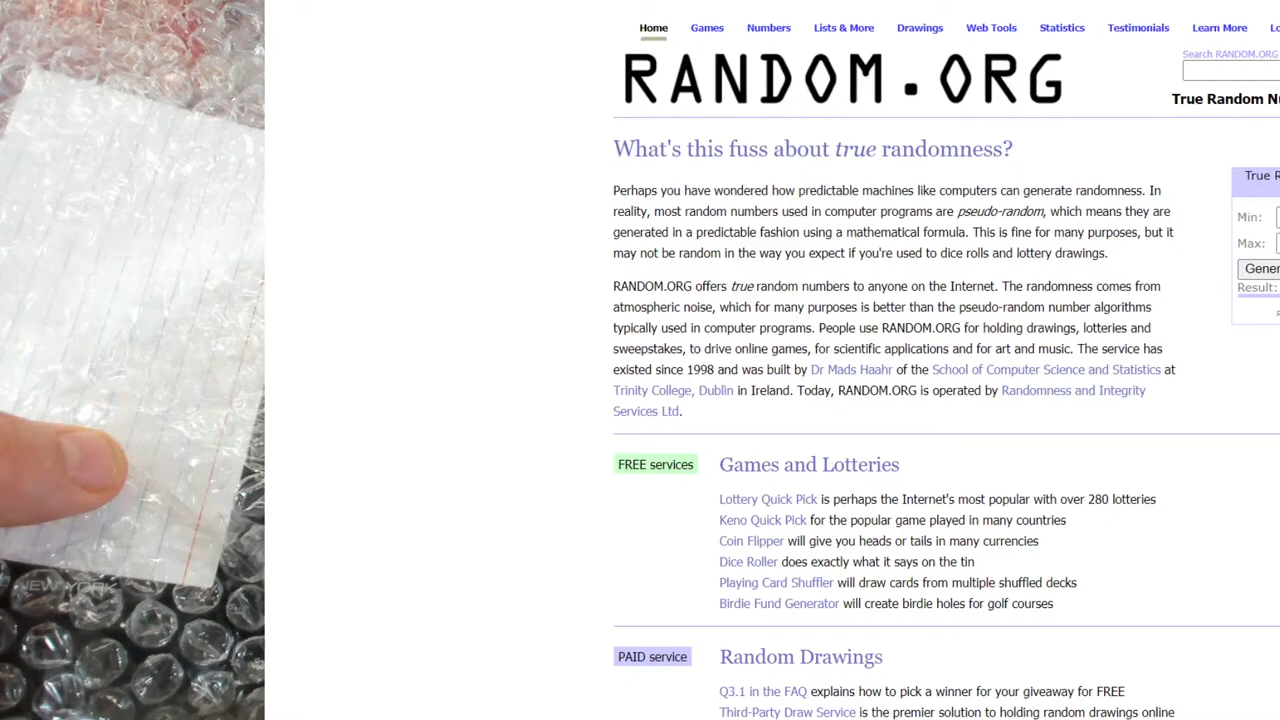 NEW YORK
Home Games Numbers Lists & More Drawings Web Tools Statistics Testimonials Learn More
Search RANDOM.ORG
RANDOM.ORG
True Random
What's this fuss about true randomness?
True
Perhaps you have wondered how predictable machines like computers can generate randomness. In
reality, most random numbers used in computer programs are pseudo-random, which means they are
Min:
generated in a predictable fashion using a mathematical formula. This is fine for many purposes, but it
Max:
may not be random in the way you expect if you're used to dice rolls and lottery drawings.
Gener
Result:
RANDOM.ORG offers true random numbers to anyone on the Internet. The randomness comes from
atmospheric noise, which for many purposes is better than the pseudo-random number algorithms
typically used in computer programs. People use RANDOM.ORG for holding drawings, lotteries and
sweepstakes, to drive online games, for scientific applications and for art and music. The service has
existed since 1998 and was built by Dr Mads Haahr of the School of Computer Science and Statistics at
Trinity College, Dublin in Ireland. Today, RANDOM.ORG is operated by Randomness and Integrity
Services Ltd.
FREE services
Games and Lotteries
Lottery Quick Pick is perhaps the Internet's most popular with over 280 lotteries
Keno Quick Pick for the popular game played in many countries
Coin Flipper will give you heads or tails in many currencies
Dice Roller does exactly what it says on the tin
Playing Card Shuffler will draw cards from multiple shuffled decks
Birdie Fund Generator will create birdie holes for golf courses
PAID service
Random Drawings
Q3.1 in the FAQ explains how to pick a winner for your giveaway for FREE
Third-Party Draw Service is the premier solution to holding random drawings online